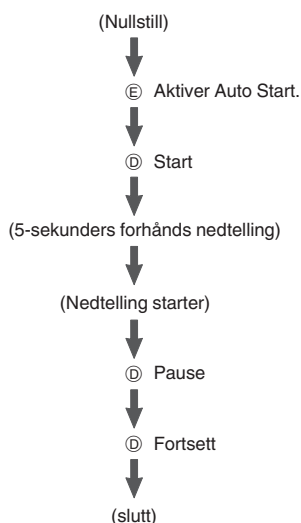 (Nullstill)
Ⓔ Aktiver Auto Start.
Ⓓ Start
(5-sekunders forhånds nedtelling)
(Nedtelling starter)
Ⓓ Pause
Ⓓ Fortsett
(slutt)